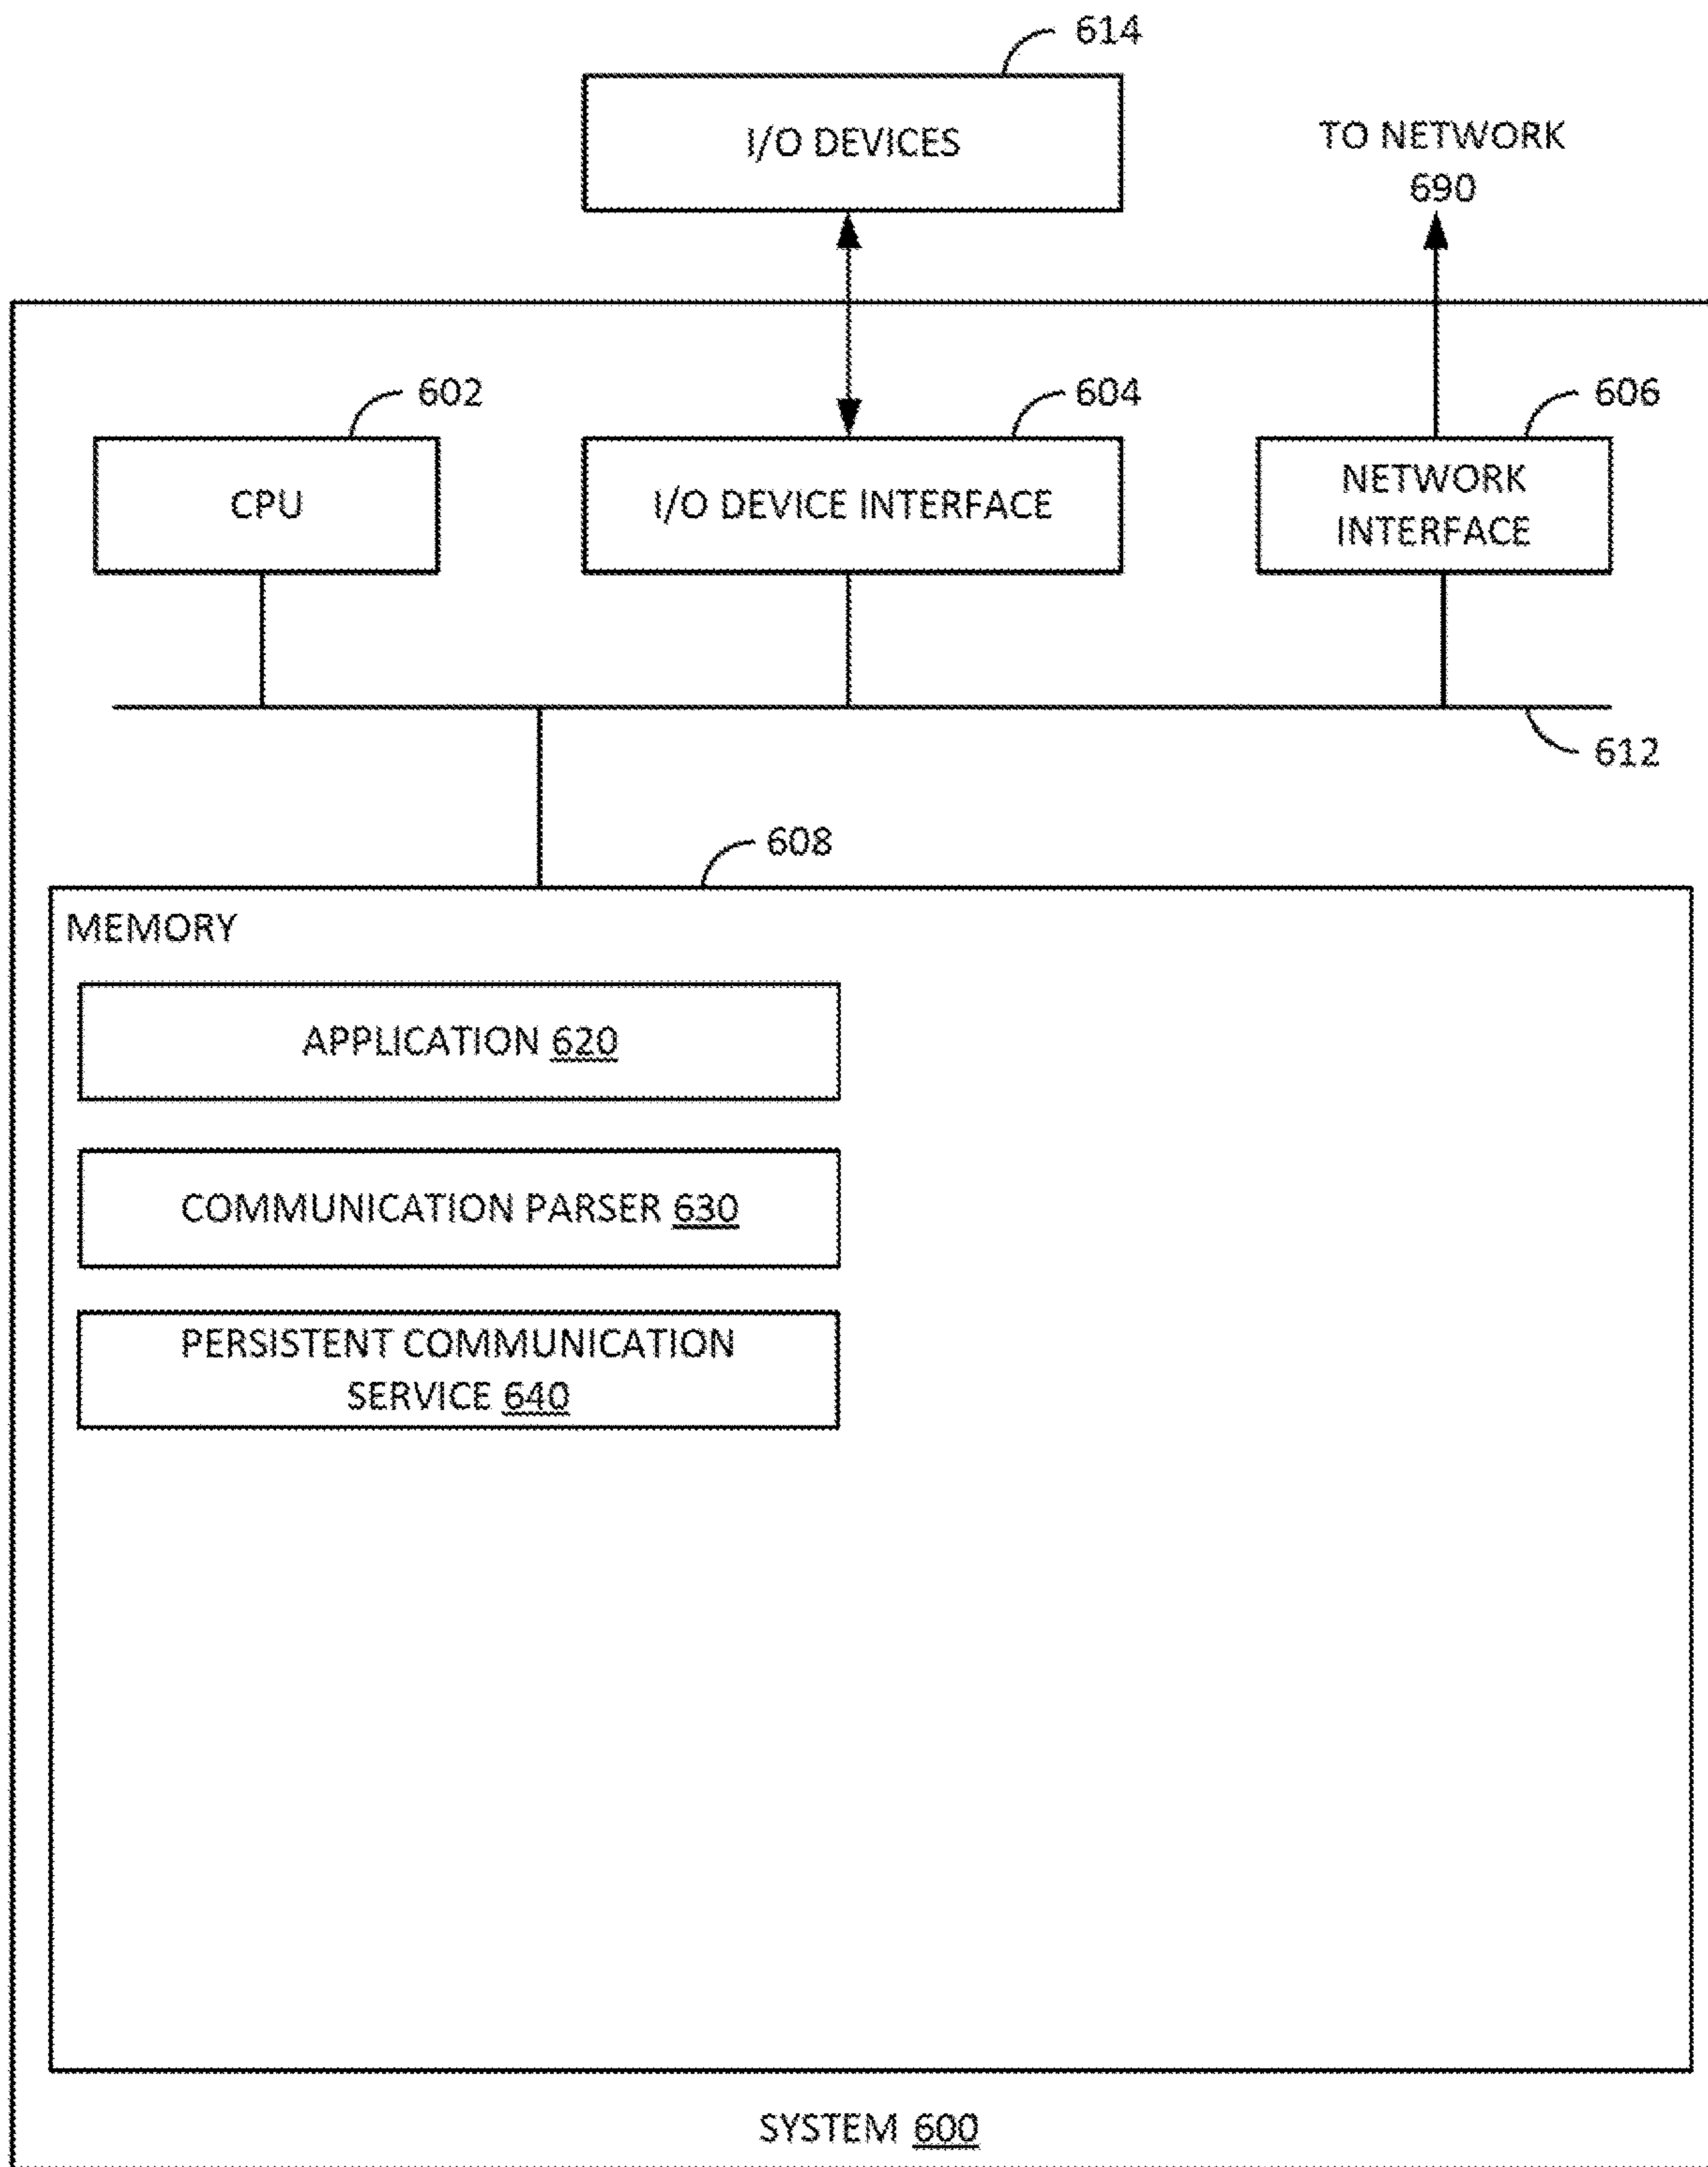 614
I/O DEVICES
TO NETWORK
690
602
604
606
CPU
I/O DEVICE INTERFACE
NETWORK
INTERFACE
612
608
MEMORY
APPLICATION 620
COMMUNICATION PARSER 630
PERSISTENT COMMUNICATION
SERVICE 640
SYSTEM 600